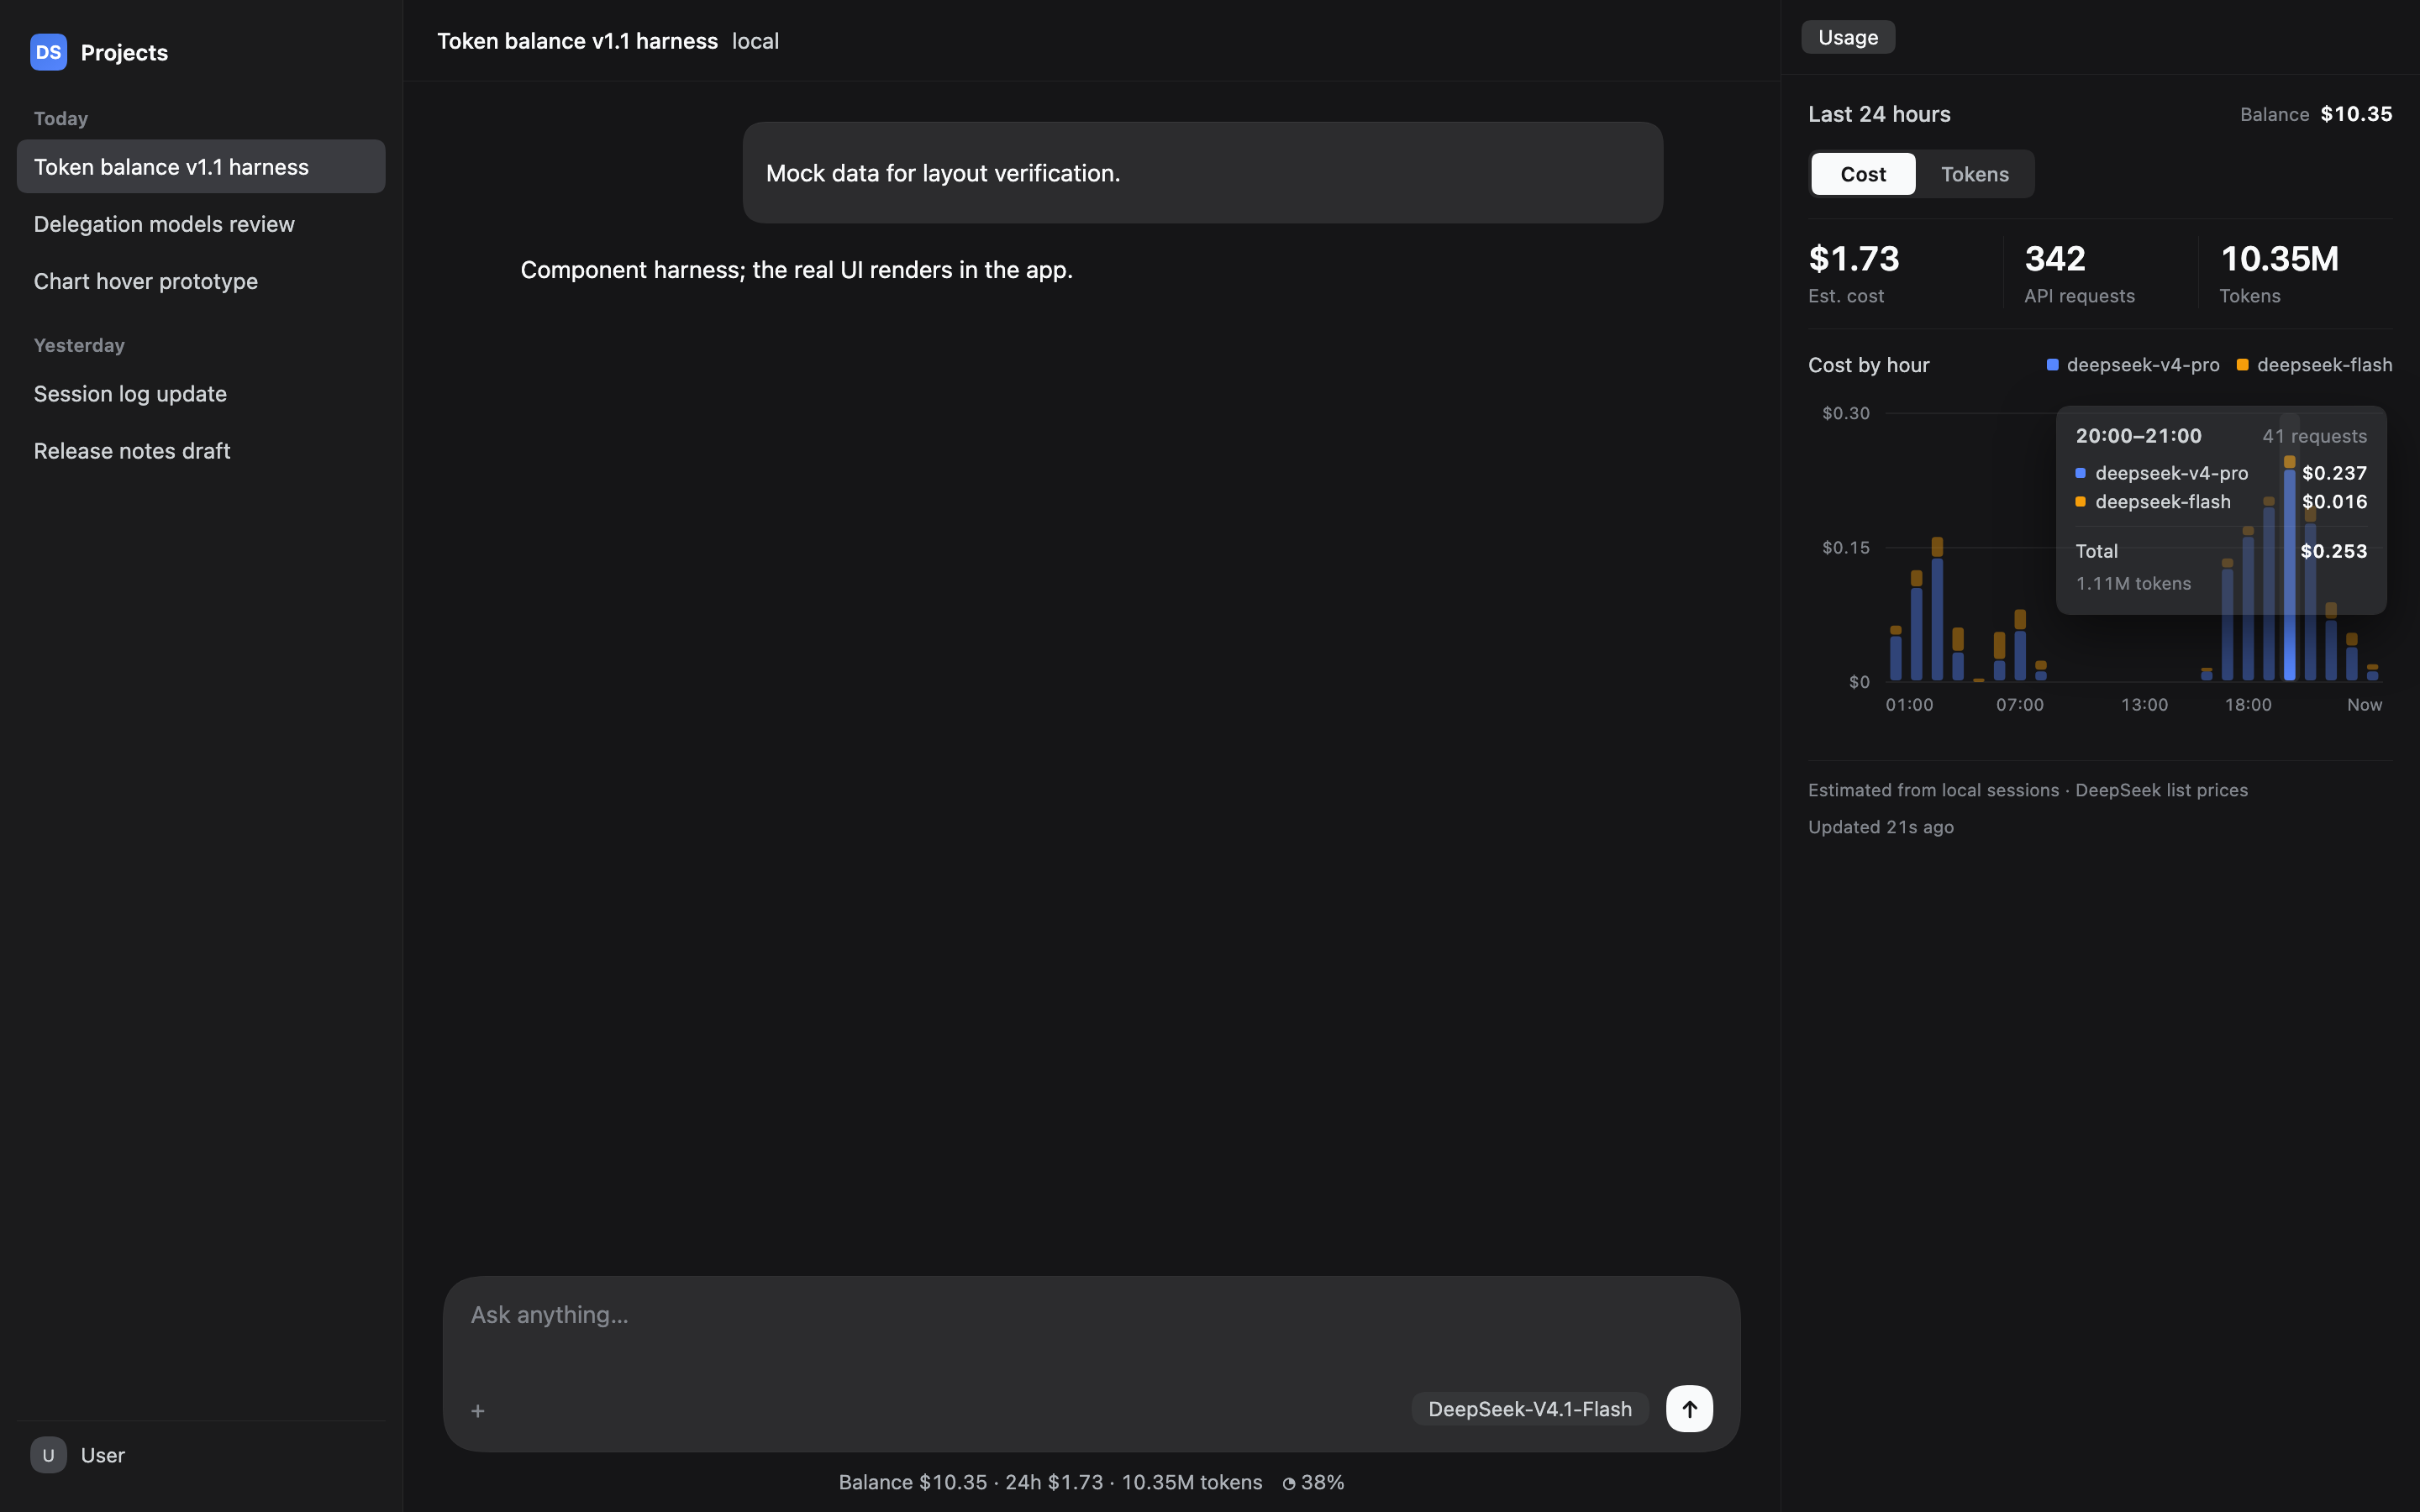 DS Projects
Today
Token balance v1.1 harness
Delegation models review
Chart hover prototype
Yesterday
Session log update
Release notes draft
U User
Token balance v1.1 harness local
Mock data for layout verification.
Component harness; the real UI renders in the app.
Ask anything...
+
DeepSeek-V4.1-Flash
Balance $10.35 · 24h $1.73 · 10.35M tokens 38%
Usage
Last 24 hours Balance $10.35
Cost Tokens
$1.73 342 10.35M
Est. cost API requests Tokens
Cost by hour deepseek-v4-pro deepseek-flash
$0.30
20:00–21:00 41 requests
deepseek-v4-pro $0.237
deepseek-flash $0.016
$0.15
Total $0.253
1.11M tokens
$0
01:00 07:00 13:00 18:00 Now
Estimated from local sessions · DeepSeek list prices
Updated 21s ago